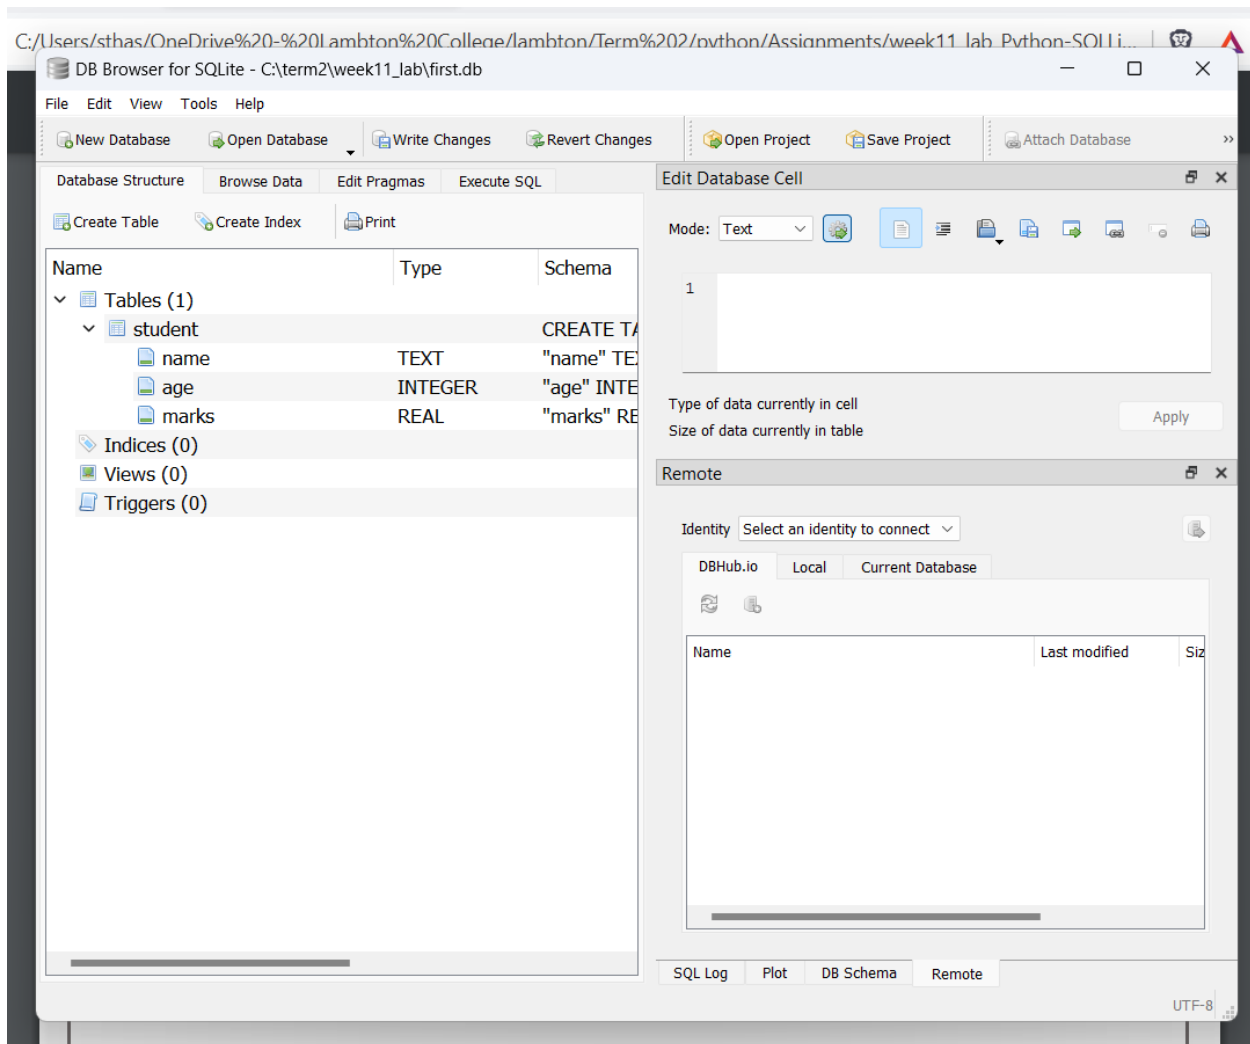 C:/Users/sthas/OneDrive%20-%20Lambton%20College/lambton/Term%202/python/Assignments/week11_lab_Python-SQLLi...
DB Browser for SQLite - C:\term2\week11_lab\first.db
File Edit View Tools Help
New Database Open Database Write Changes Revert Changes Open Project Save Project Attach Database »
Database Structure Browse Data Edit Pragmas Execute SQL
Create Table Create Index Print
Name Type Schema
Tables (1)
student CREATE TA
name TEXT "name" TE
age INTEGER "age" INTE
marks REAL "marks" RE
Indices (0)
Views (0)
Triggers (0)
Edit Database Cell
Mode: Text
1
Type of data currently in cell
Size of data currently in table
Apply
Remote
Identity Select an identity to connect
DBHub.io Local Current Database
Name Last modified Siz
SQL Log Plot DB Schema Remote
UTF-8